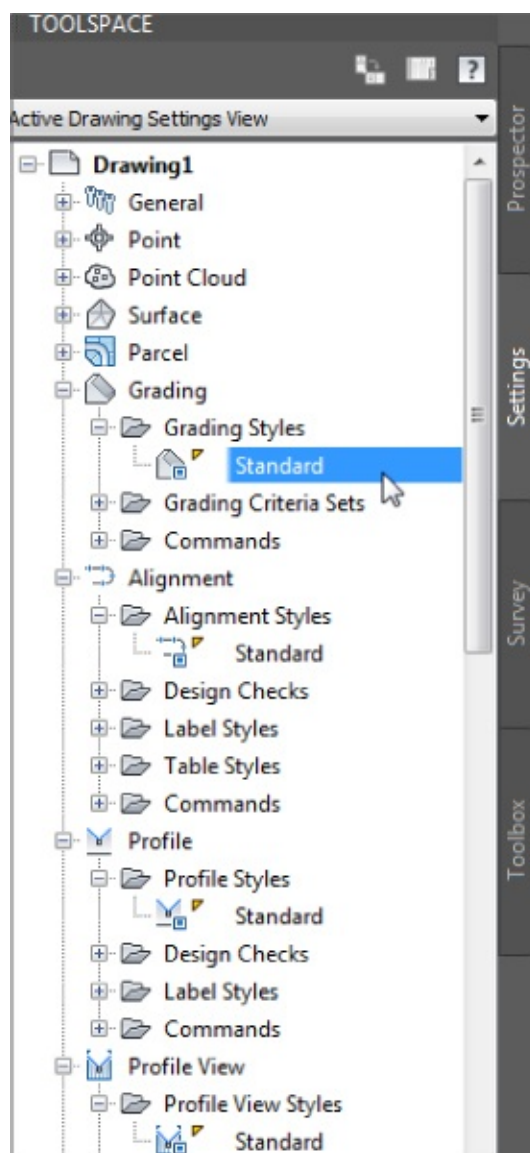 TOOLSPACE
?
Active Drawing Settings View
Drawing1
General
Point
Point Cloud
Surface
Parcel
Grading
Grading Styles
Standard
Grading Criteria Sets
Commands
Alignment
Alignment Styles
Standard
Design Checks
Label Styles
Table Styles
Commands
Profile
Profile Styles
Standard
Design Checks
Label Styles
Commands
Profile View
Profile View Styles
Standard
Prospector
Settings
Survey
Toolbox